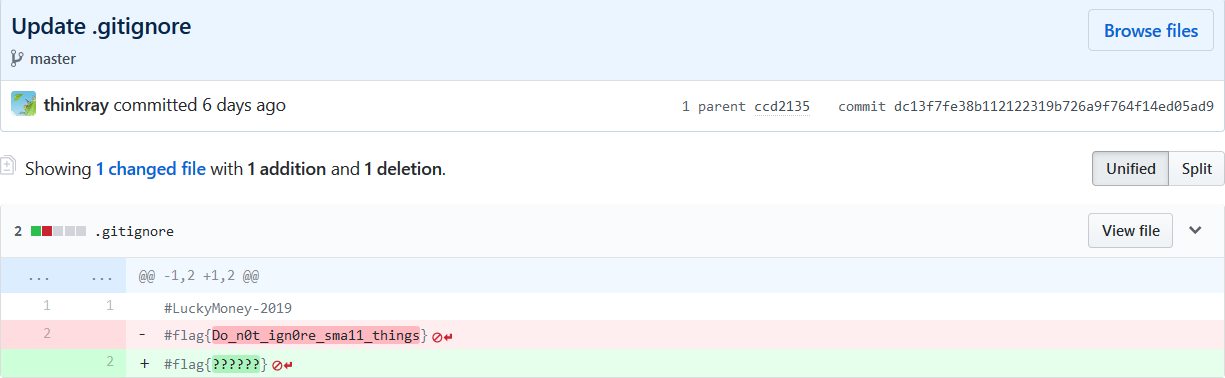 Update .gitignore
Browse files
master
thinkray committed 6 days ago
1 parent ccd2135 commit dc13f7fe38b112122319b726a9f764f14ed05ad9
Showing 1 changed file with 1 addition and 1 deletion.
Unified Split
2 .gitignore
View file
... ... @@ -1,2 +1,2 @@
1 1 #LuckyMoney-2019
2 - #flag{Do_n0t_ign0re_sma11_things}
2 + #flag{??????}